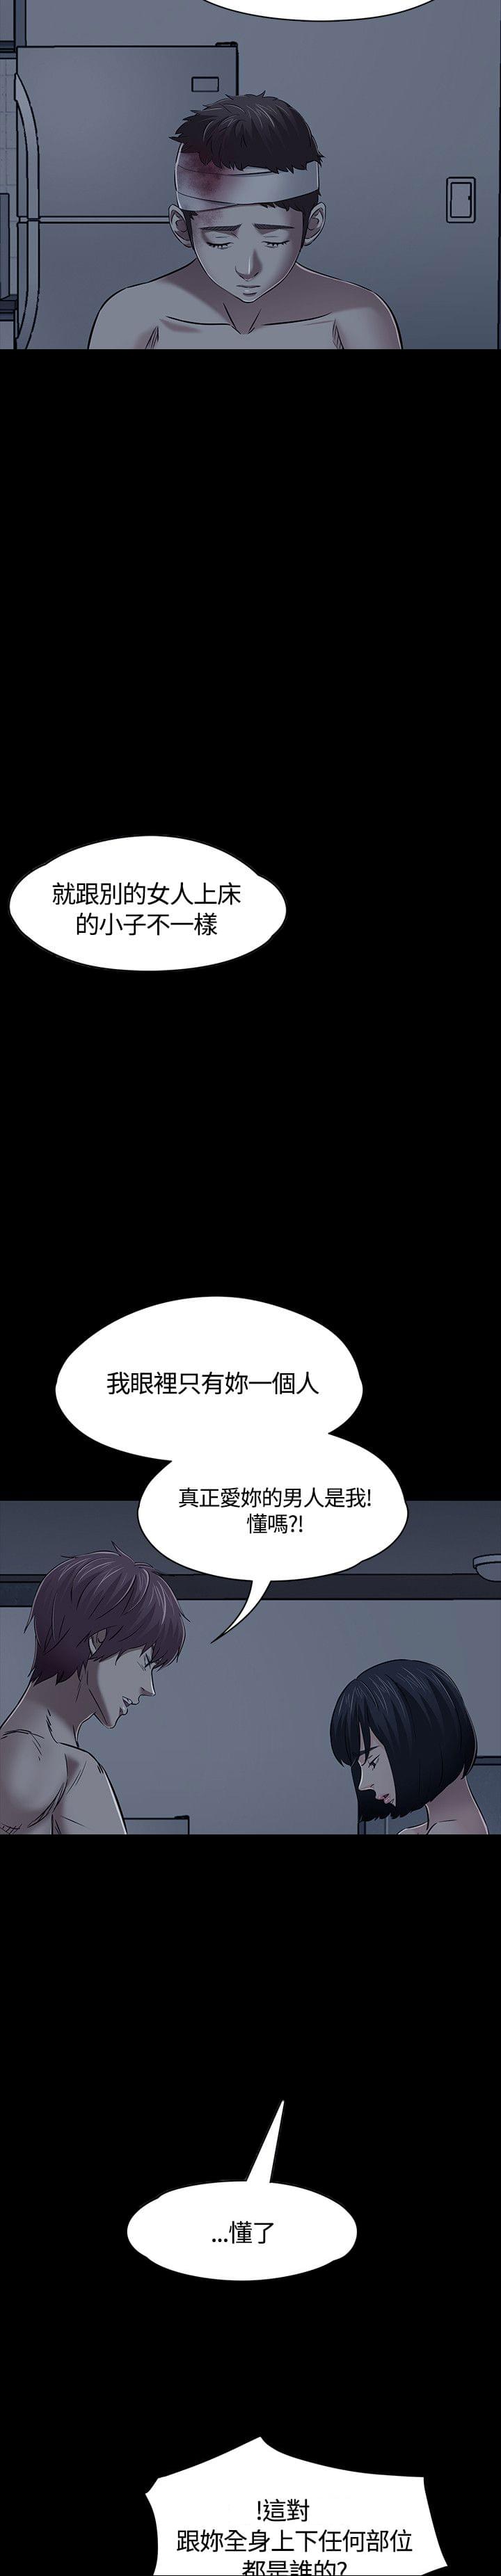 就跟別的女人上床
的小子不一樣
我眼裡只有妳一個人
真正愛妳的男人是我!
懂嗎?!
...懂了
!這對
跟妳全身上下任何部位
都是誰的?